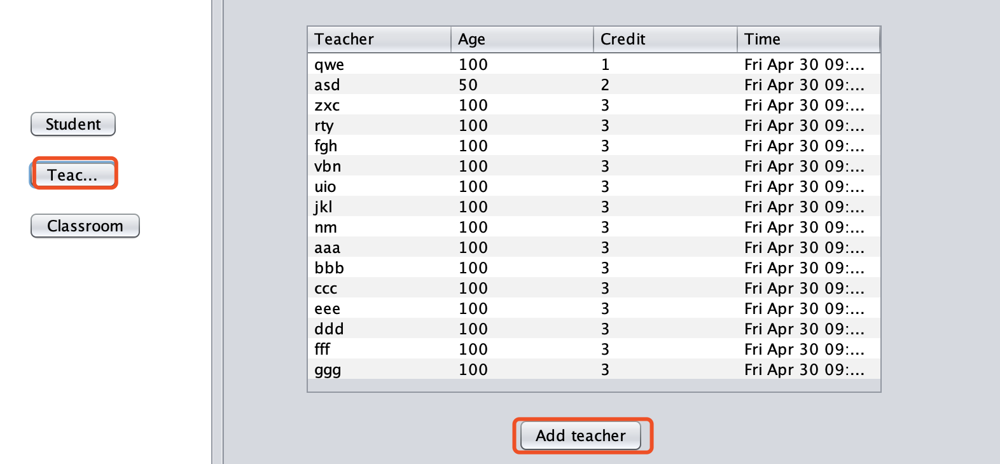 Student
Teac...
Classroom
Teacher Age Credit Time
qwe 100 1 Fri Apr 30 09:...
asd 50 2 Fri Apr 30 09:...
zxc 100 3 Fri Apr 30 09:...
rty 100 3 Fri Apr 30 09:...
fgh 100 3 Fri Apr 30 09:...
vbn 100 3 Fri Apr 30 09:...
uio 100 3 Fri Apr 30 09:...
jkl 100 3 Fri Apr 30 09:...
nm 100 3 Fri Apr 30 09:...
aaa 100 3 Fri Apr 30 09:...
bbb 100 3 Fri Apr 30 09:...
ccc 100 3 Fri Apr 30 09:...
eee 100 3 Fri Apr 30 09:...
ddd 100 3 Fri Apr 30 09:...
fff 100 3 Fri Apr 30 09:...
ggg 100 3 Fri Apr 30 09:...
Add teacher